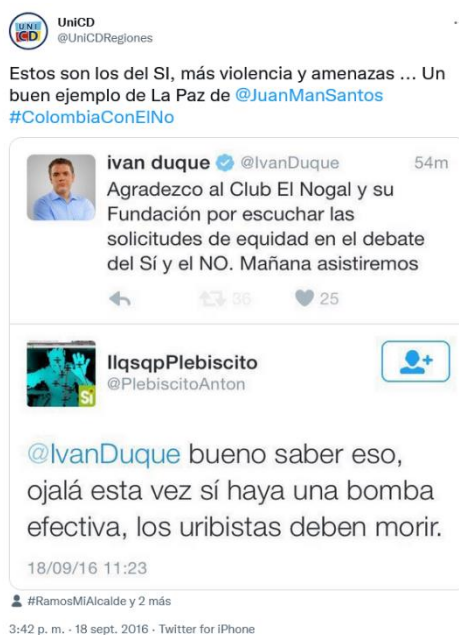 UNI
CD
UniCD
@UniCDRegiones
Estos son los del SI, más violencia y amenazas ... Un
buen ejemplo de La Paz de @JuanManSantos
#ColombiaConElNo
ivan duque @IvanDuque 54m
Agradezco al Club El Nogal y su
Fundación por escuchar las
solicitudes de equidad en el debate
del Sí y el NO. Mañana asistiremos
36 25
Sí
IlqsqpPlebiscito
@PlebiscitoAnton
@IvanDuque bueno saber eso,
ojalá esta vez sí haya una bomba
efectiva, los uribistas deben morir.
18/09/16 11:23
#RamosMiAlcalde y 2 más
3:42 p. m. · 18 sept. 2016 · Twitter for iPhone